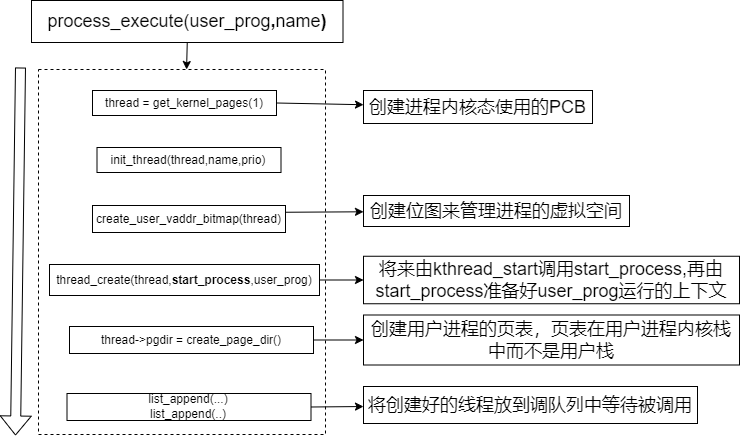 process_execute(user_prog,name)
thread = get_kernel_pages(1)
创建进程内核态使用的PCB
init_thread(thread,name,prio)
create_user_vaddr_bitmap(thread)
创建位图来管理进程的虚拟空间
thread_create(thread,start_process,user_prog)
将来由kthread_start调用start_process,再由
start_process准备好user_prog运行的上下文
thread->pgdir = create_page_dir()
创建用户进程的页表，页表在用户进程内核栈
中而不是用户栈
list_append(...)
list_append(..)
将创建好的线程放到调队列中等待被调用